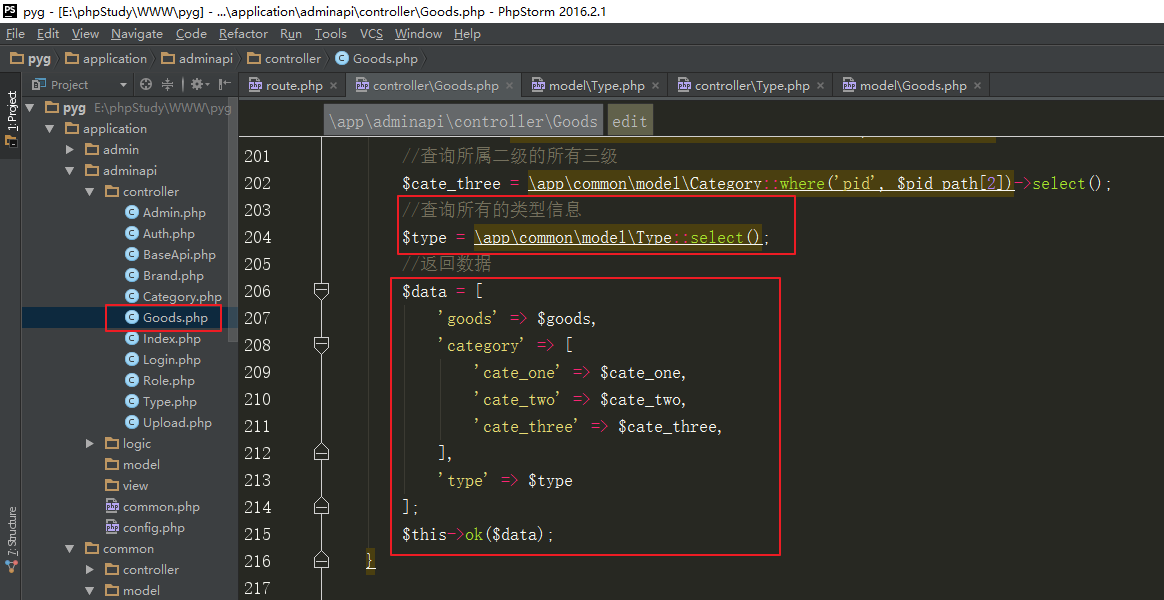 pyg - [E:\phpStudy\WWW\pyg] - ...\application\adminapi\controller\Goods.php - PhpStorm 2016.2.1
File Edit View Navigate Code Refactor Run Tools VCS Window Help
pyg application adminapi controller Goods.php
Project
route.php controller\Goods.php model\Type.php controller\Type.php model\Goods.php
1: Project
7: Structure
pyg E:\phpStudy\WWW\pyg
application
admin
adminapi
controller
Admin.php
Auth.php
BaseApi.php
Brand.php
Category.php
Goods.php
Index.php
Login.php
Role.php
Type.php
Upload.php
logic
model
view
common.php
config.php
common
controller
model
\app\adminapi\controller\Goods edit
201 //查询所属二级的所有三级
202 $cate_three = \app\common\model\Category::where('pid', $pid_path[2])->select();
203 //查询所有的类型信息
204 $type = \app\common\model\Type::select();
205 //返回数据
206 $data = [
207 'goods' => $goods,
208 'category' => [
209 'cate_one' => $cate_one,
210 'cate_two' => $cate_two,
211 'cate_three' => $cate_three,
212 ],
213 'type' => $type
214 ];
215 $this->ok($data);
216 }
217